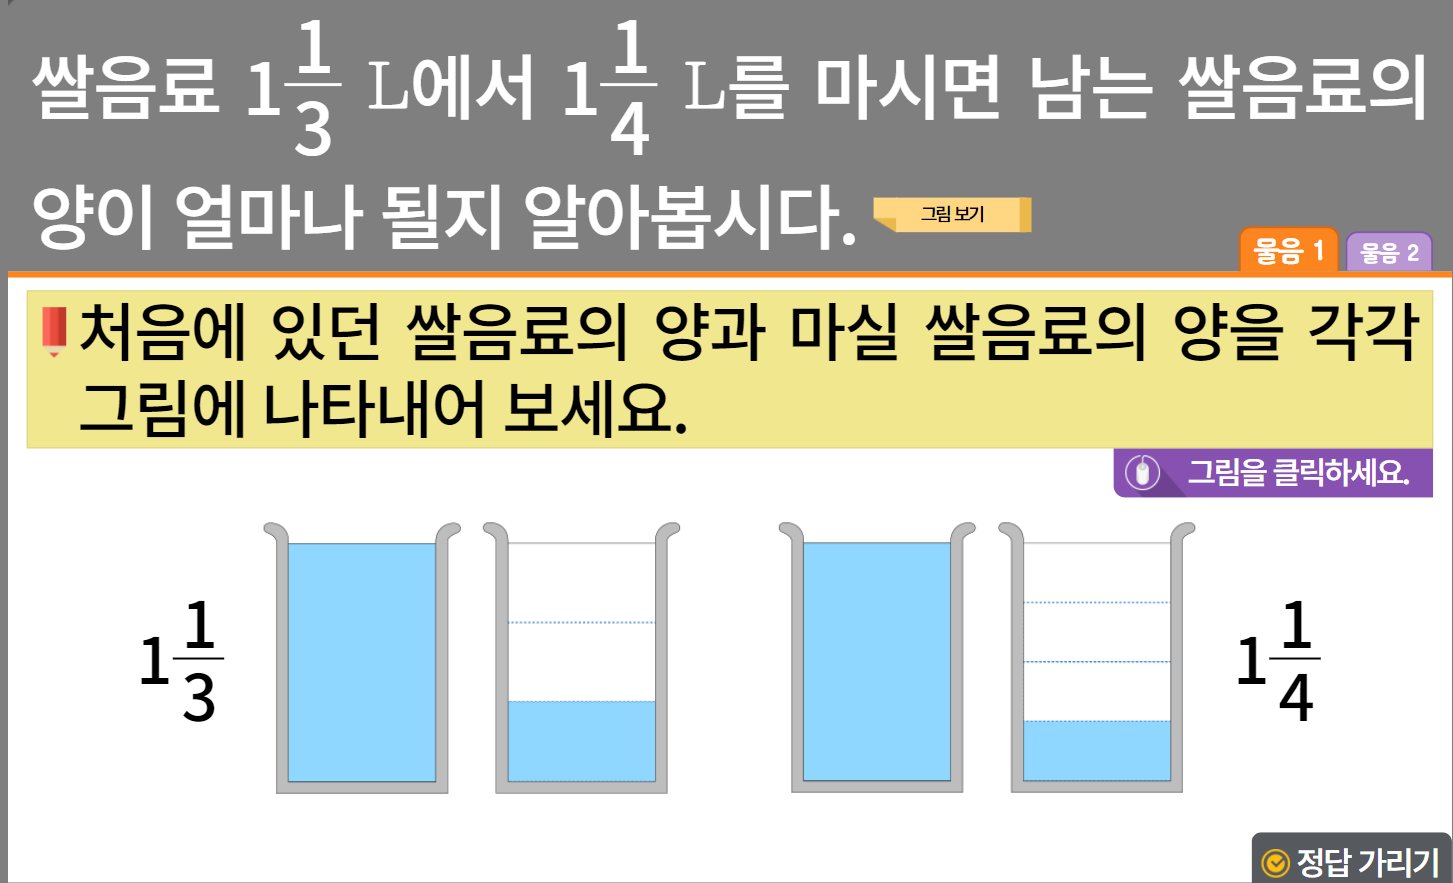 쌀음료 1 1/3 L에서 1 1/4 L를 마시면 남는 쌀음료의
양이 얼마나 될지 알아봅시다. 그림 보기
물음 1 물음 2
처음에 있던 쌀음료의 양과 마실 쌀음료의 양을 각각
그림에 나타내어 보세요.
그림을 클릭하세요.
1 1/3 1 1/4
정답 가리기